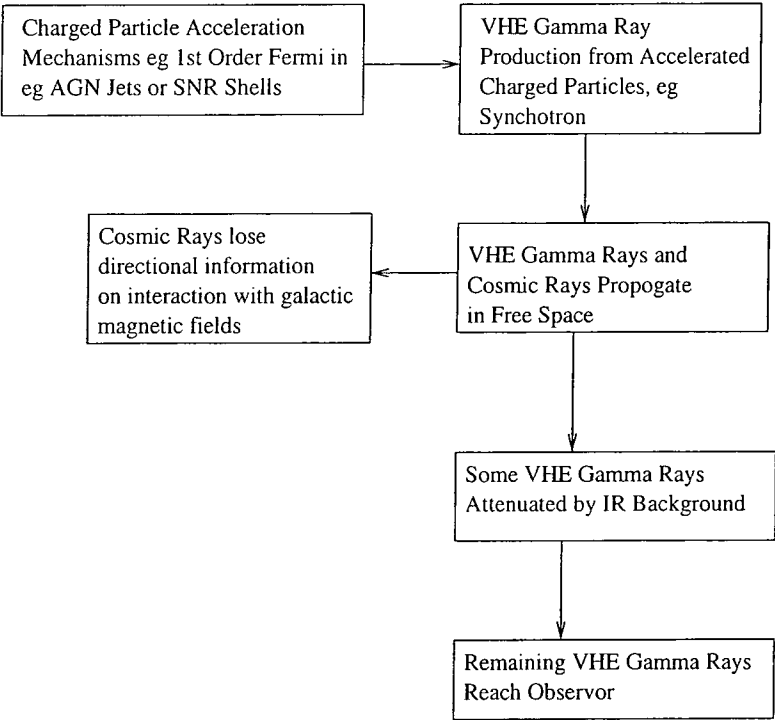 Charged Particle Acceleration
Mechanisms eg 1st Order Fermi in
eg AGN Jets or SNR Shells
VHE Gamma Ray
Production from Accelerated
Charged Particles, eg
Synchotron
Cosmic Rays lose
directional information
on interaction with galactic
magnetic fields
VHE Gamma Rays and
Cosmic Rays Propogate
in Free Space
Some VHE Gamma Rays
Attenuated by IR Background
Remaining VHE Gamma Rays
Reach Observor